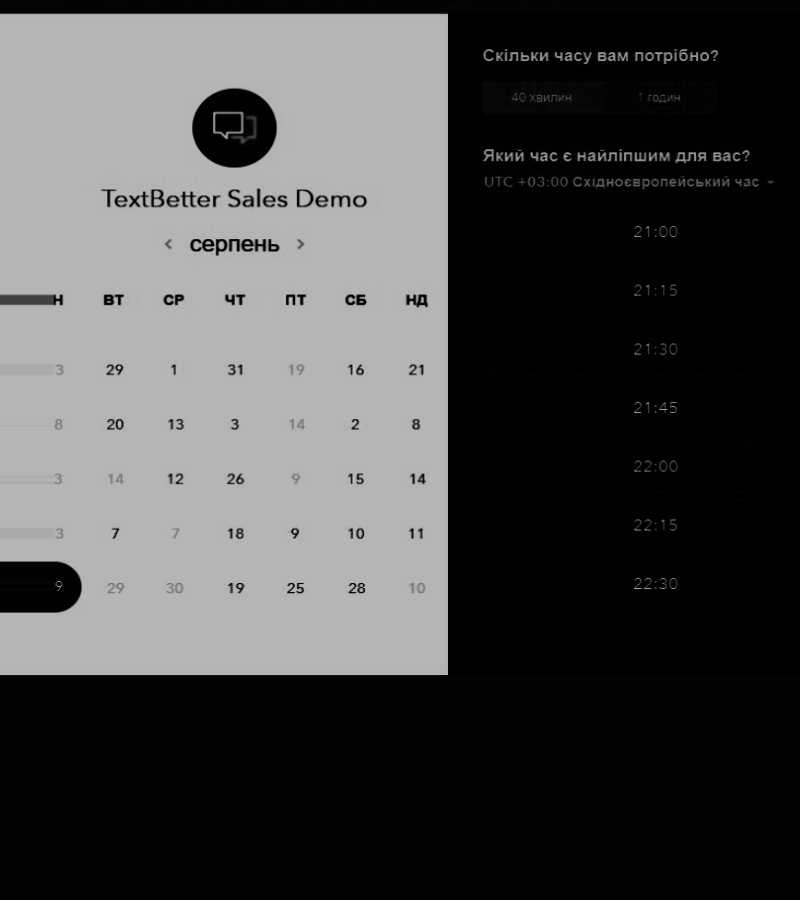 TextBetter Sales Demo
< серпень >
Н ВТ СР ЧТ ПТ СБ НД
3 29 1 31 19 16 21
8 20 13 3 14 2 8
3 14 12 26 9 15 14
3 7 7 18 9 10 11
9 29 30 19 25 28 10
Скільки часу вам потрібно?
40 хвилин 1 годин
Який час є найліпшим для вас?
UTC +03:00 Східноєвропейський час
21:00
21:15
21:30
21:45
22:00
22:15
22:30